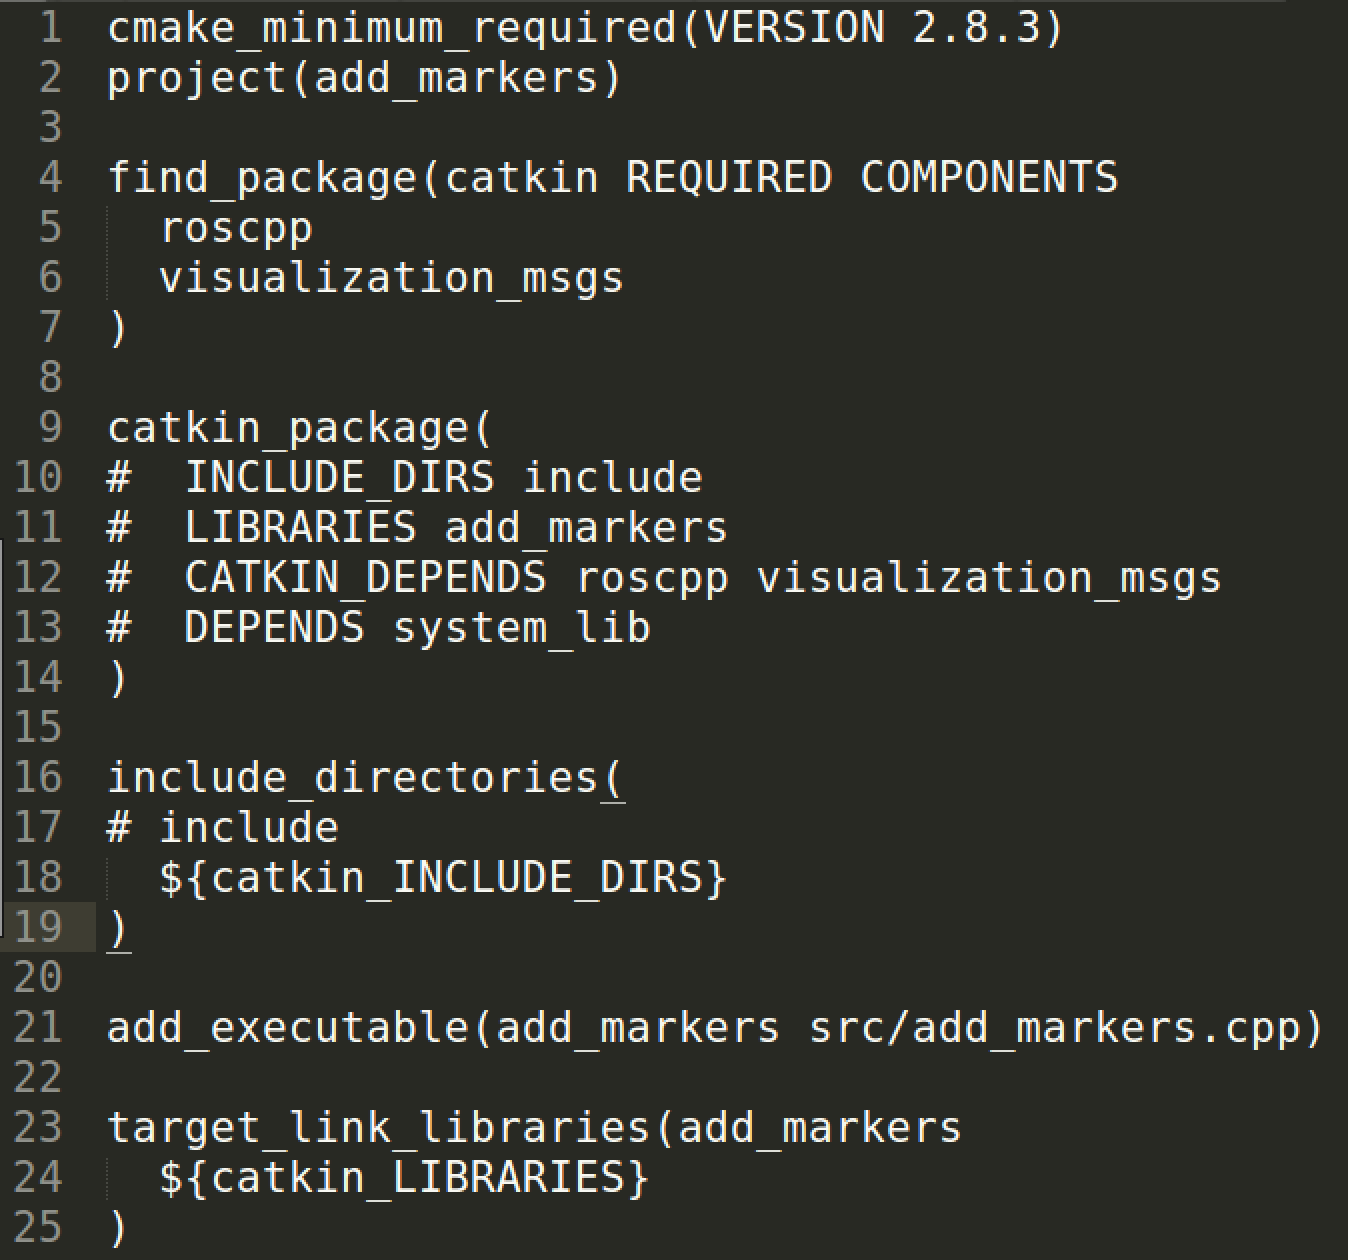 1 cmake_minimum_required(VERSION 2.8.3)
2 project(add_markers)
3
4 find_package(catkin REQUIRED COMPONENTS
5   roscpp
6   visualization_msgs
7 )
8
9 catkin_package(
10 #  INCLUDE_DIRS include
11 #  LIBRARIES add_markers
12 #  CATKIN_DEPENDS roscpp visualization_msgs
13 #  DEPENDS system_lib
14 )
15
16 include_directories(
17 # include
18   ${catkin_INCLUDE_DIRS}
19 )
20
21 add_executable(add_markers src/add_markers.cpp)
22
23 target_link_libraries(add_markers
24   ${catkin_LIBRARIES}
25 )